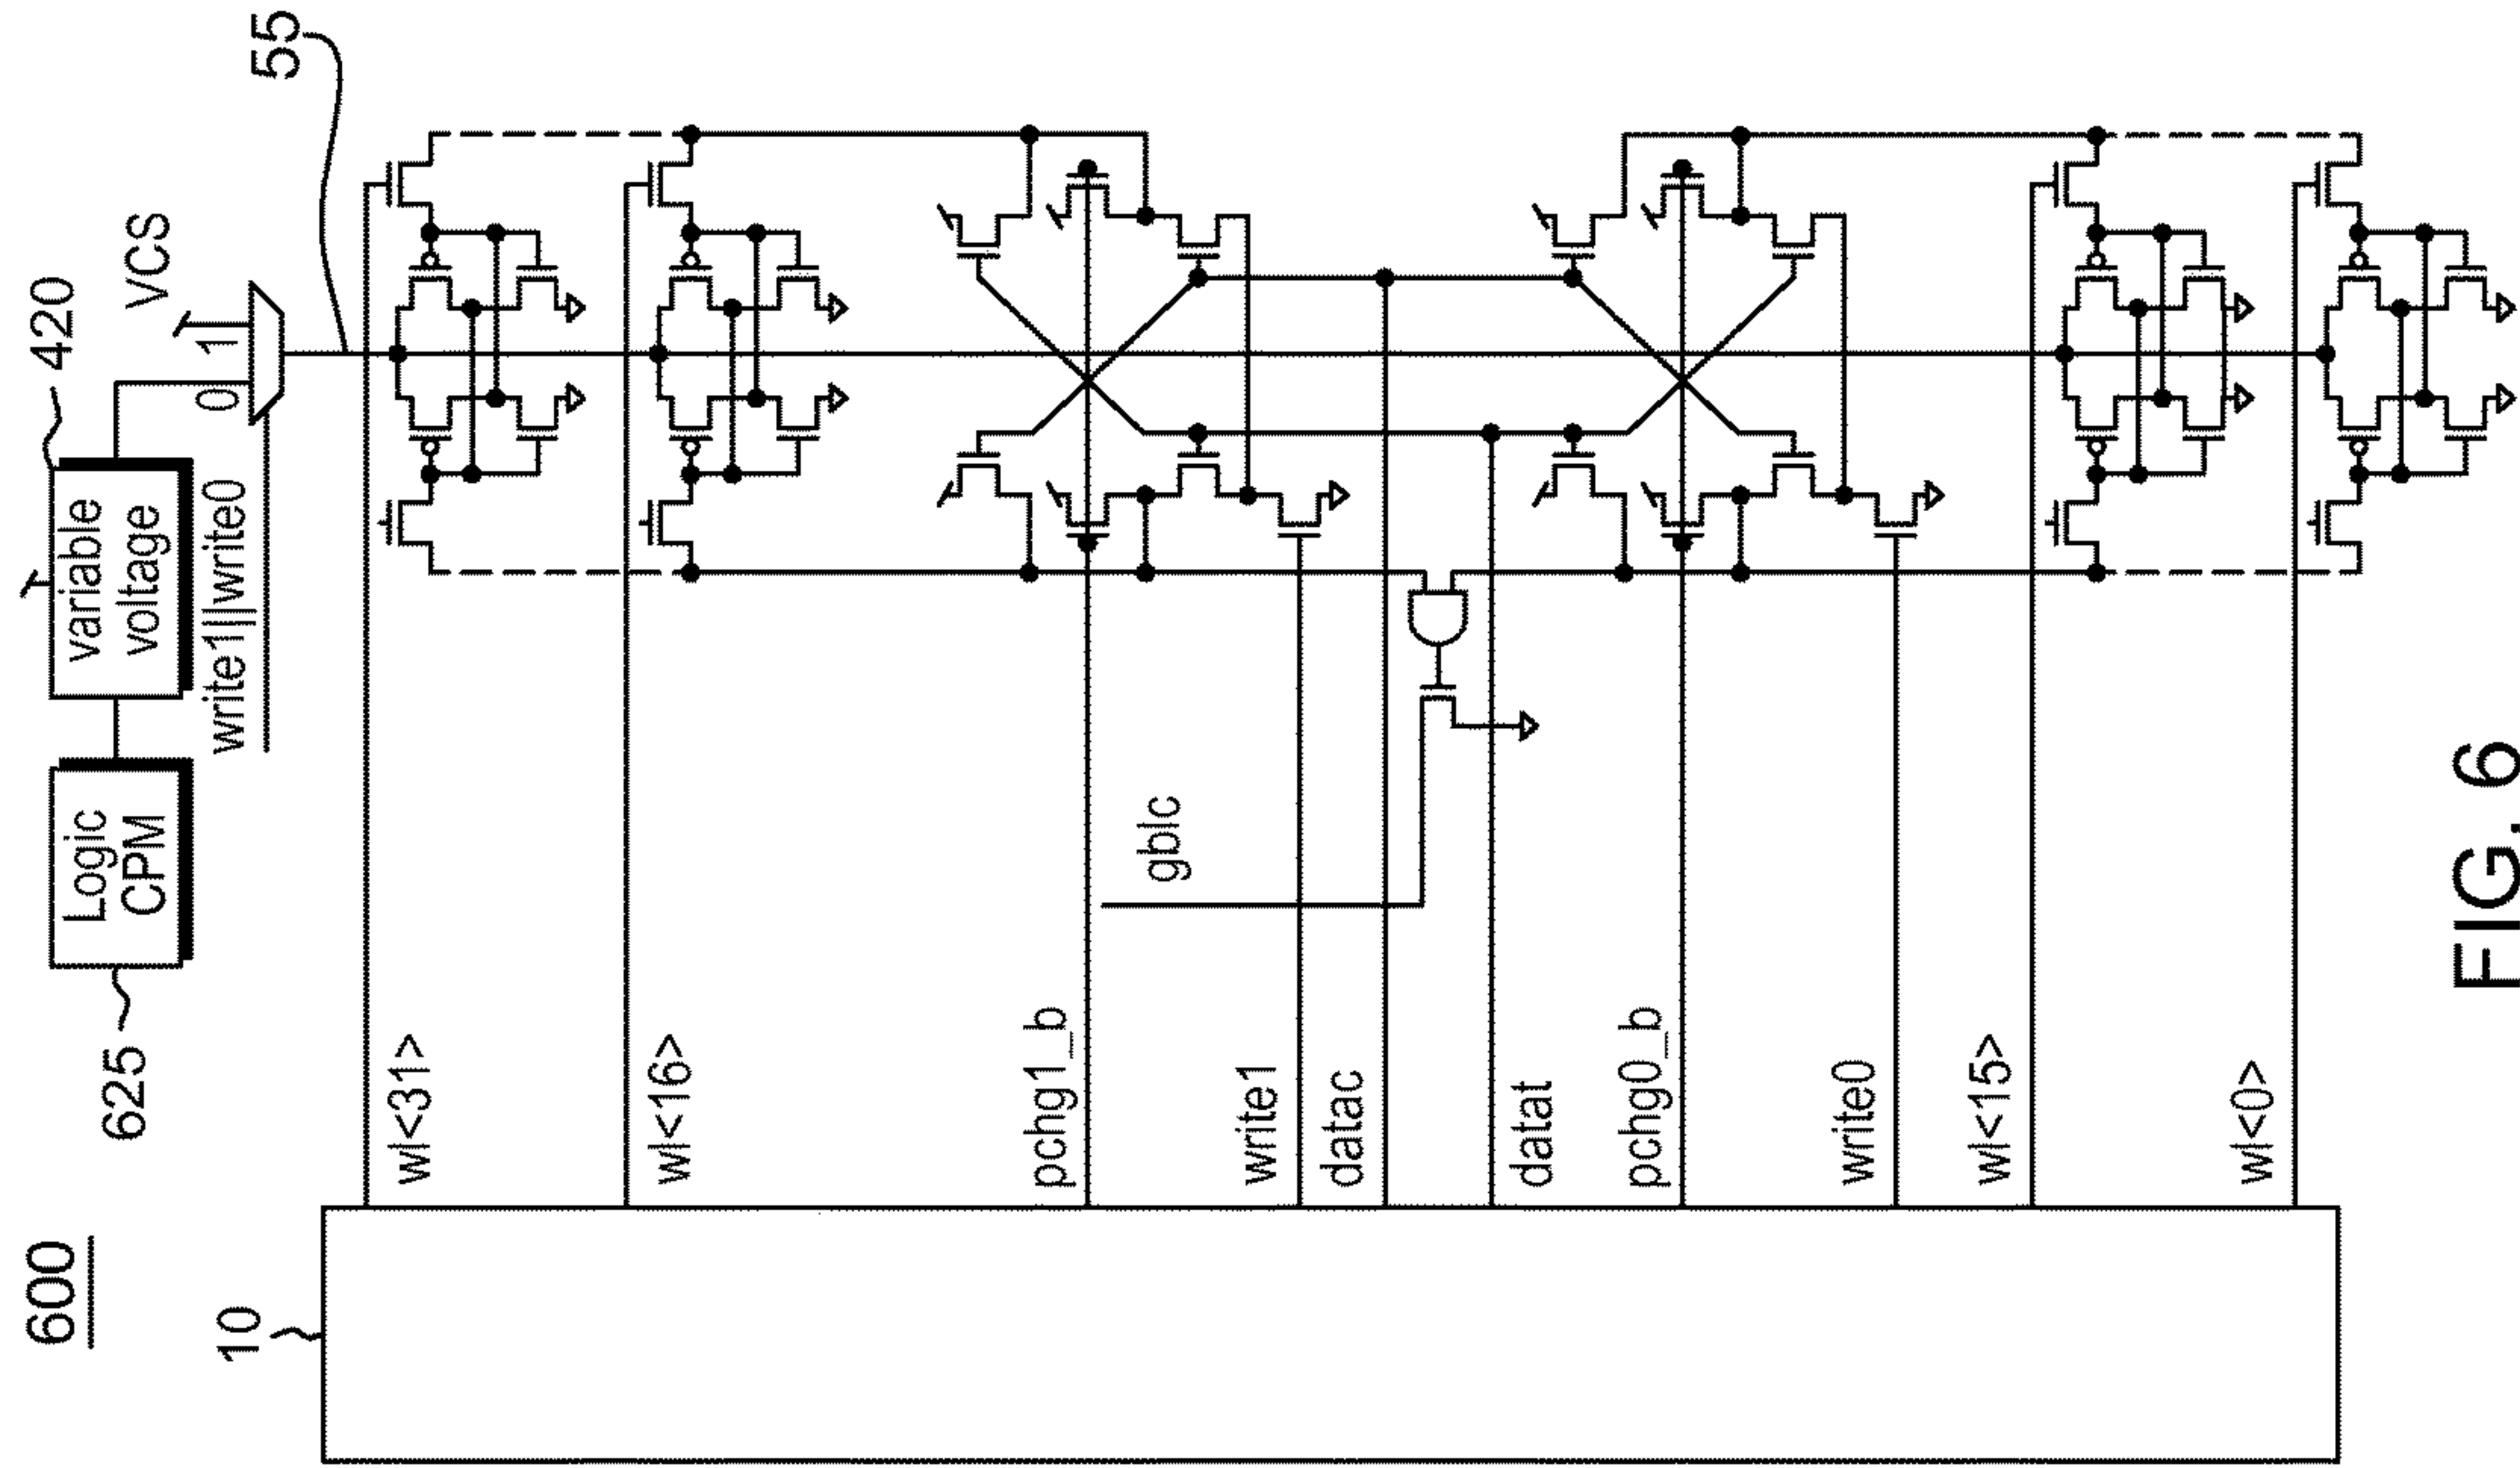 600
10
625
Logic
CPM
420
variable
voltage
write1||write0
0
1
VCS
55
wl<31>
wl<16>
pchg1_b
gblc
write1
datac
datat
pchg0_b
write0
wl<15>
wl<0>
FIG. 6